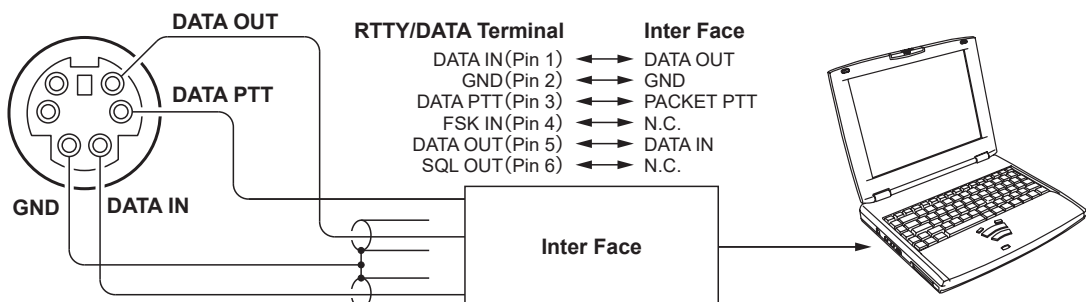 DATA OUT
DATA PTT
GND
DATA IN
RTTY/DATA Terminal Inter Face
DATA IN(Pin 1) DATA OUT
GND(Pin 2) GND
DATA PTT(Pin 3) PACKET PTT
FSK IN(Pin 4) N.C.
DATA OUT(Pin 5) DATA IN
SQL OUT(Pin 6) N.C.
Inter Face